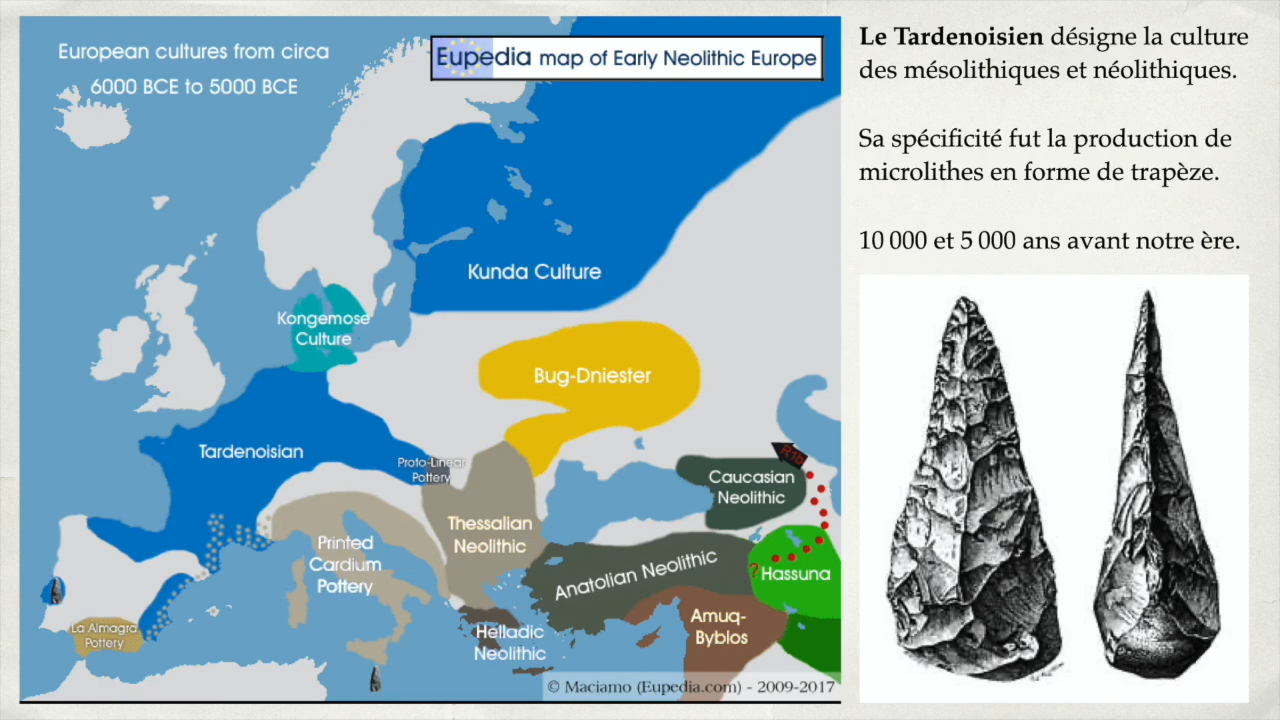 European cultures from circa
6000 BCE to 5000 BCE
Eupedia map of Early Neolithic Europe
Kunda Culture
Kongemose
Culture
Bug-Dniester
Tardenoisian
Proto-Linear
Pottery
R1b
Caucasian
Neolithic
Thessalian
Neolithic
Printed
Cardium
Pottery
Anatolian Neolithic
?
Hassuna
La Almagra
Pottery
Helladic
Neolithic
Amuq-
Byblos
© Maciamo (Eupedia.com) - 2009-2017
Le Tardenoisien désigne la culture
des mésolithiques et néolithiques.
Sa spécificité fut la production de
microlithes en forme de trapèze.
10 000 et 5 000 ans avant notre ère.